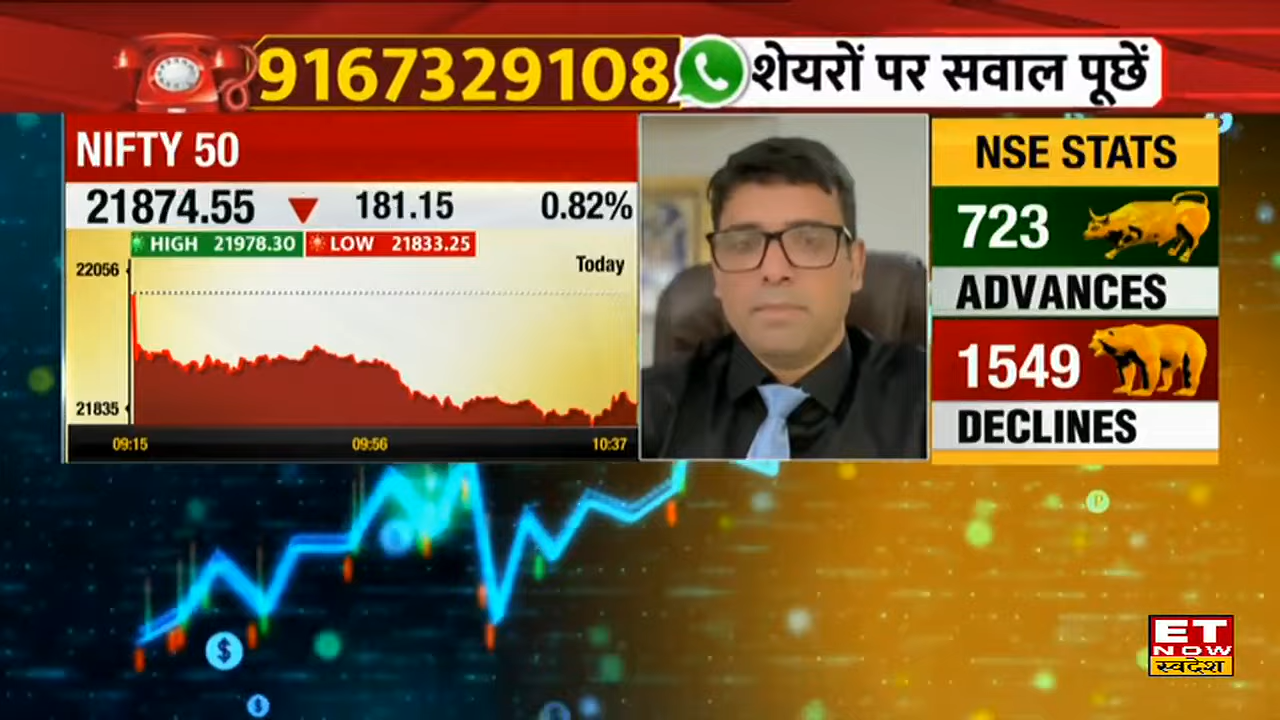 9167329108 शेयरों पर सवाल पूछें
NIFTY 50
21874.55 181.15 0.82%
HIGH 21978.30 LOW 21833.25
Today
22056
21835
09:15 09:56 10:37
NSE STATS
723
ADVANCES
1549
DECLINES
$
ET
NOW
स्वदेश